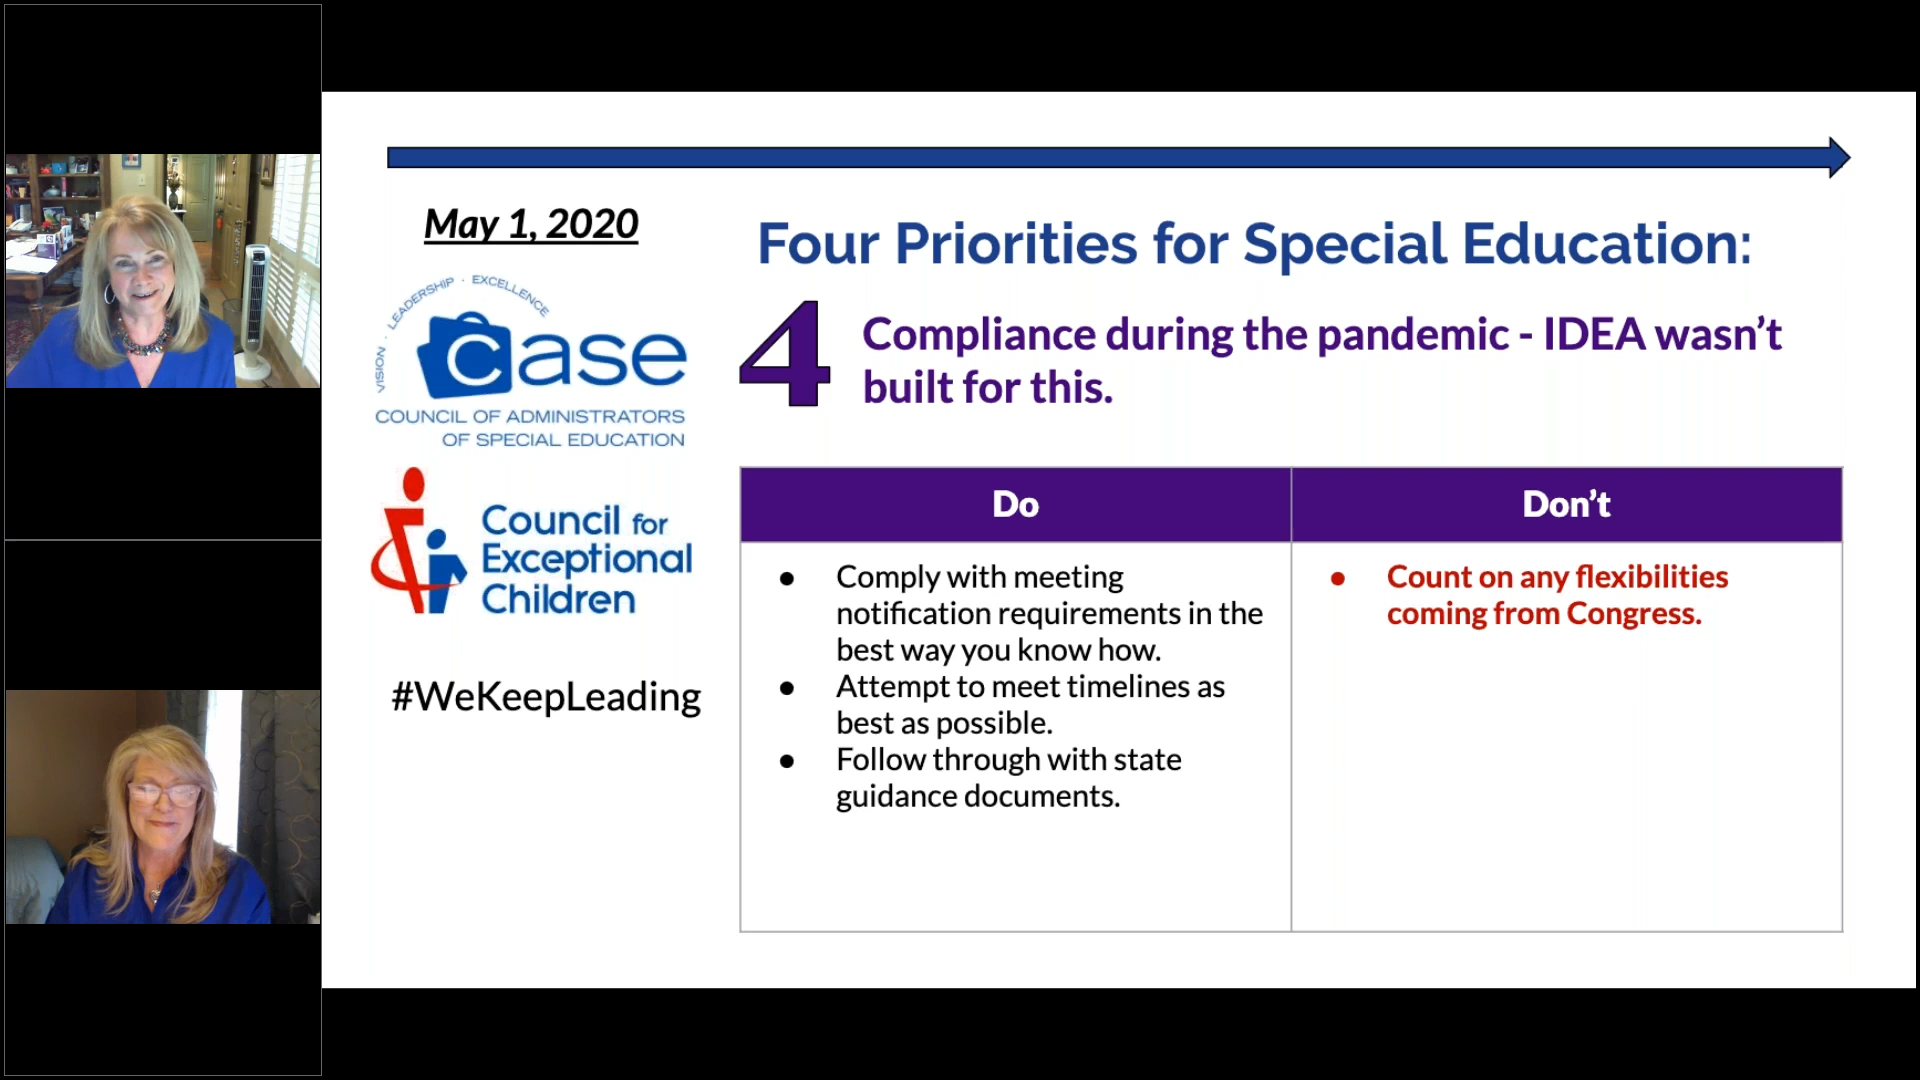 May 1, 2020
VISION · LEADERSHIP · EXCELLENCE
case
COUNCIL OF ADMINISTRATORS
OF SPECIAL EDUCATION
Council for
Exceptional
Children
#WeKeepLeading
Four Priorities for Special Education:
4
Compliance during the pandemic - IDEA wasn’t
built for this.
Do
● Comply with meeting
notification requirements in the
best way you know how.
● Attempt to meet timelines as
best as possible.
● Follow through with state
guidance documents.
Don’t
● Count on any flexibilities
coming from Congress.